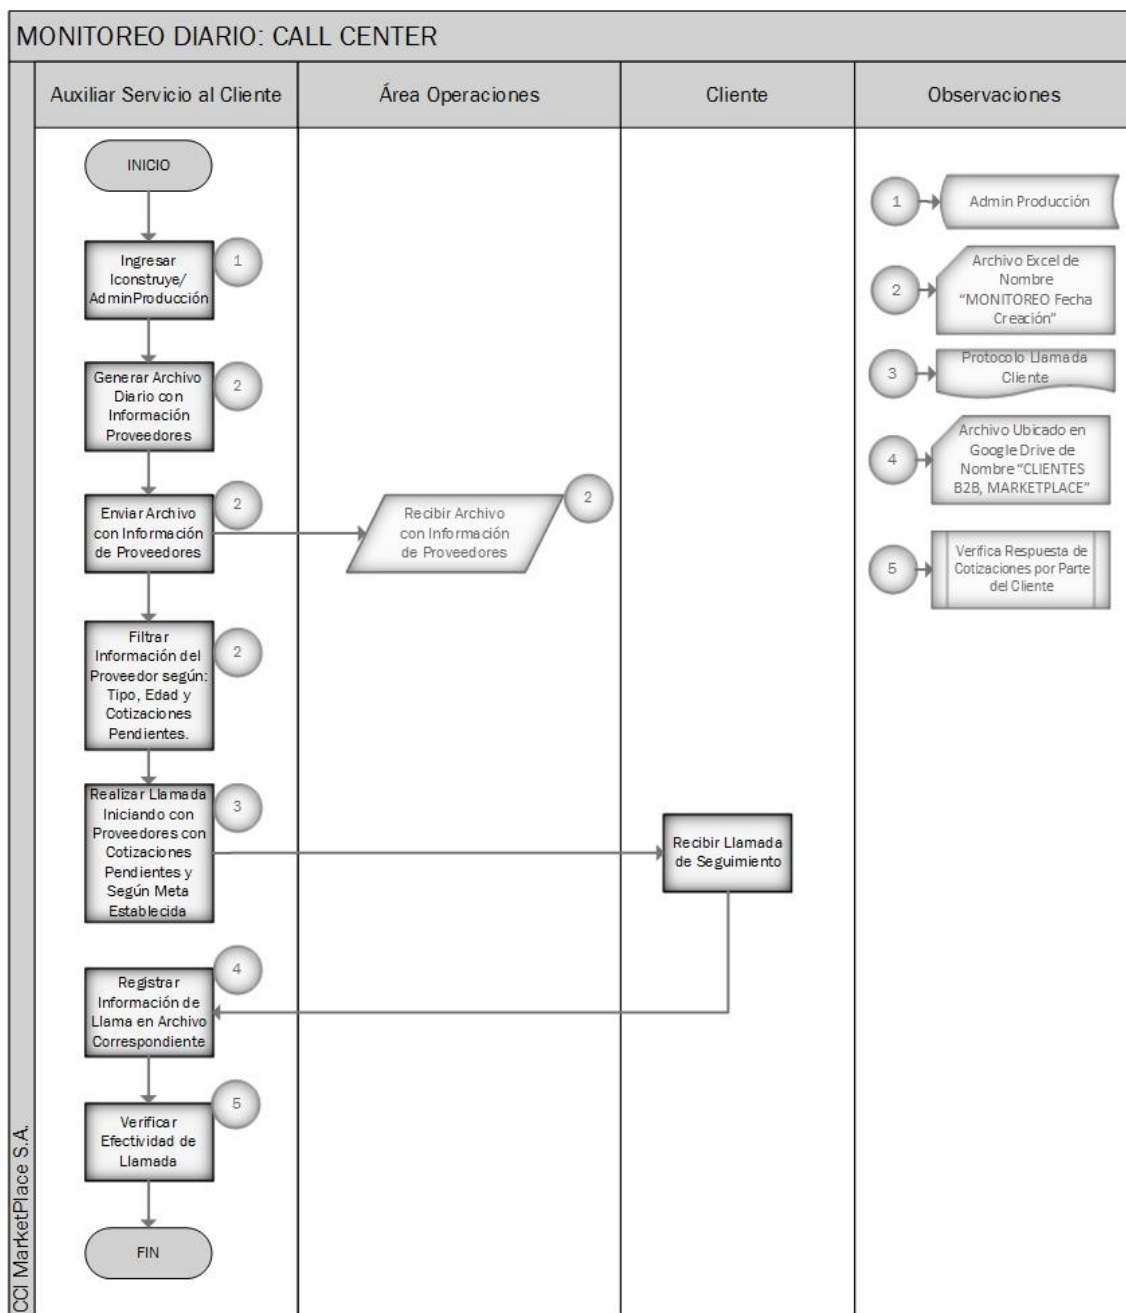 MONITOREO DIARIO: CALL CENTER
Auxiliar Servicio al Cliente
Área Operaciones
Cliente
Observaciones
CCI MarketPlace S.A.
INICIO
Ingresar
Iconstruye/
AdminProducción
1
Generar Archivo
Diario con
Información
Proveedores
2
Enviar Archivo
con Información
de Proveedores
2
Recibir Archivo
con Información
de Proveedores
2
Filtrar
Información del
Proveedor según:
Tipo, Edad y
Cotizaciones
Pendientes.
2
Realizar Llamada
Iniciando con
Proveedores con
Cotizaciones
Pendientes y
Según Meta
Establecida
3
Recibir Llamada
de Seguimiento
Registrar
Información de
Llama en Archivo
Correspondiente
4
Verificar
Efectividad de
Llamada
5
FIN
1
Admin Producción
2
Archivo Excel de
Nombre
“MONITOREO Fecha
Creación”
3
Protocolo Llamada
Cliente
4
Archivo Ubicado en
Google Drive de
Nombre “CLIENTES
B2B, MARKETPLACE”
5
Verifica Respuesta de
Cotizaciones por Parte
del Cliente